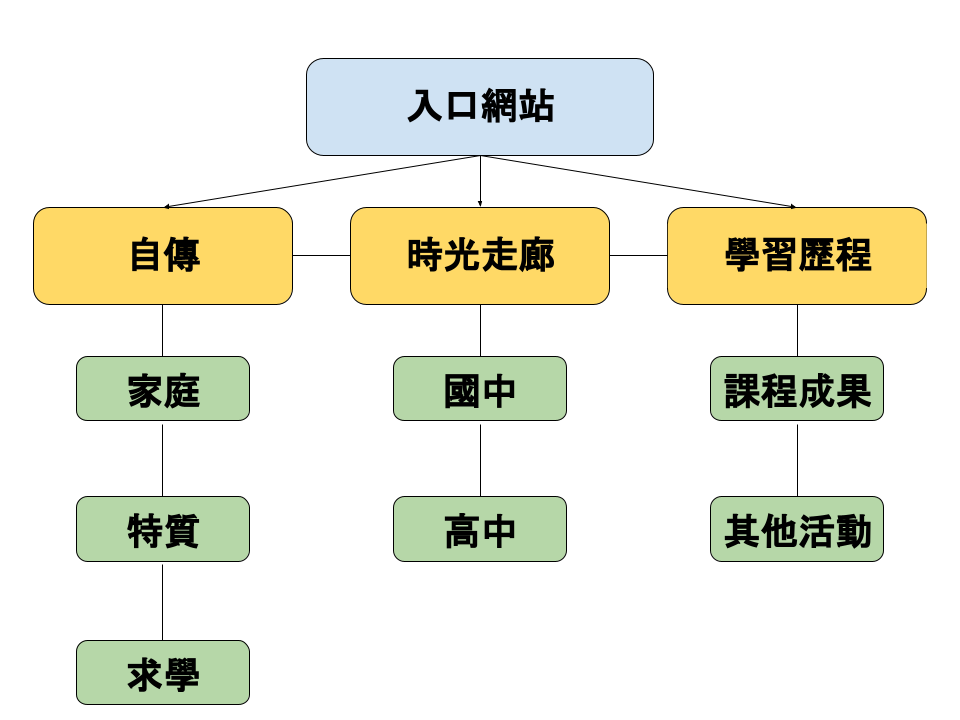 入口網站
自傳
時光走廊
學習歷程
家庭
國中
課程成果
特質
高中
其他活動
求學